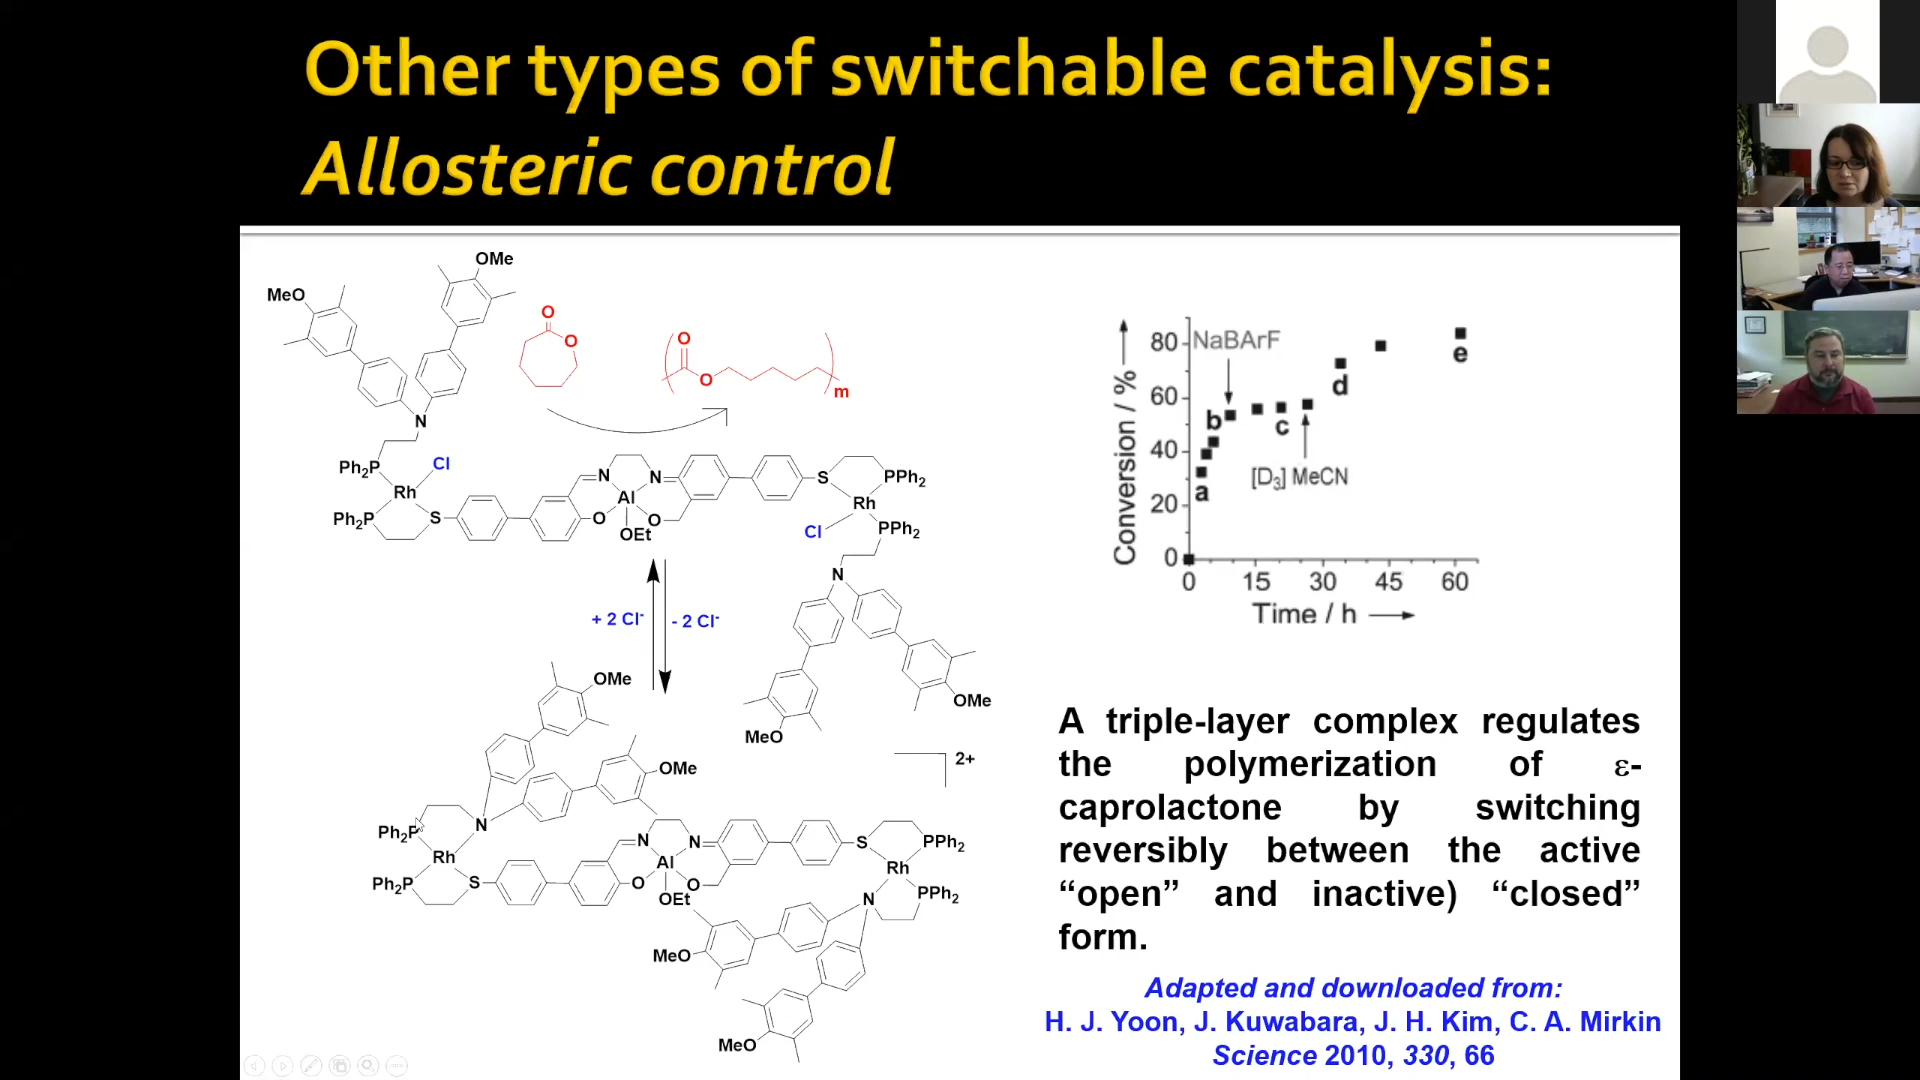 Other types of switchable catalysis:
Allosteric control
OMe
MeO
O
O
O
O
m
N
Ph₂P
Cl
Rh
Ph₂P
S
N
N
Al
O
O
OEt
S
PPh₂
Rh
Cl
PPh₂
N
OMe
MeO
+ 2 Cl⁻
- 2 Cl⁻
OMe
OMe
2+
Ph₂P
N
Rh
Ph₂P
S
N
N
Al
O
O
OEt
S
PPh₂
Rh
N
PPh₂
MeO
MeO
Conversion / %
80
60
40
20
0
NaBArF
a
b
c
d
e
[D₃] MeCN
0 15 30 45 60
Time / h
A triple-layer complex regulates
the polymerization of ε-
caprolactone by switching
reversibly between the active
“open” and inactive) “closed”
form.
Adapted and downloaded from:
H. J. Yoon, J. Kuwabara, J. H. Kim, C. A. Mirkin
Science 2010, 330, 66